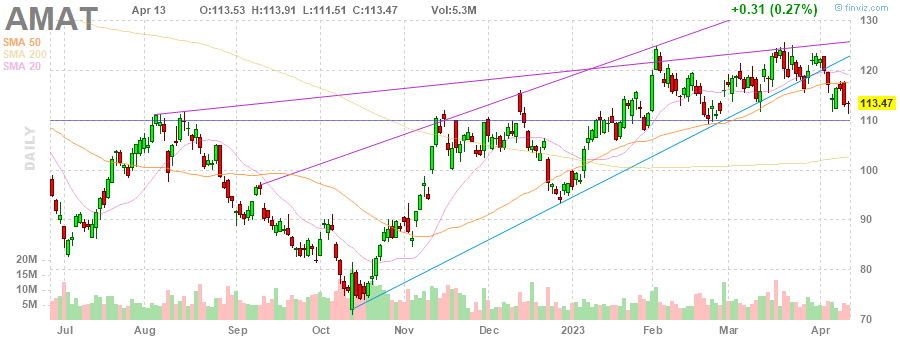 © finviz.com
AMAT Apr 13 O:113.53 H:113.91 L:111.51 C:113.47 Vol:5.3M +0.31 (0.27%)
SMA 50
SMA 200
SMA 20
DAILY
130
120
113.47
110
100
90
80
70
20M
15M
10M
5M
Jul Aug Sep Oct Nov Dec 2023 Feb Mar Apr